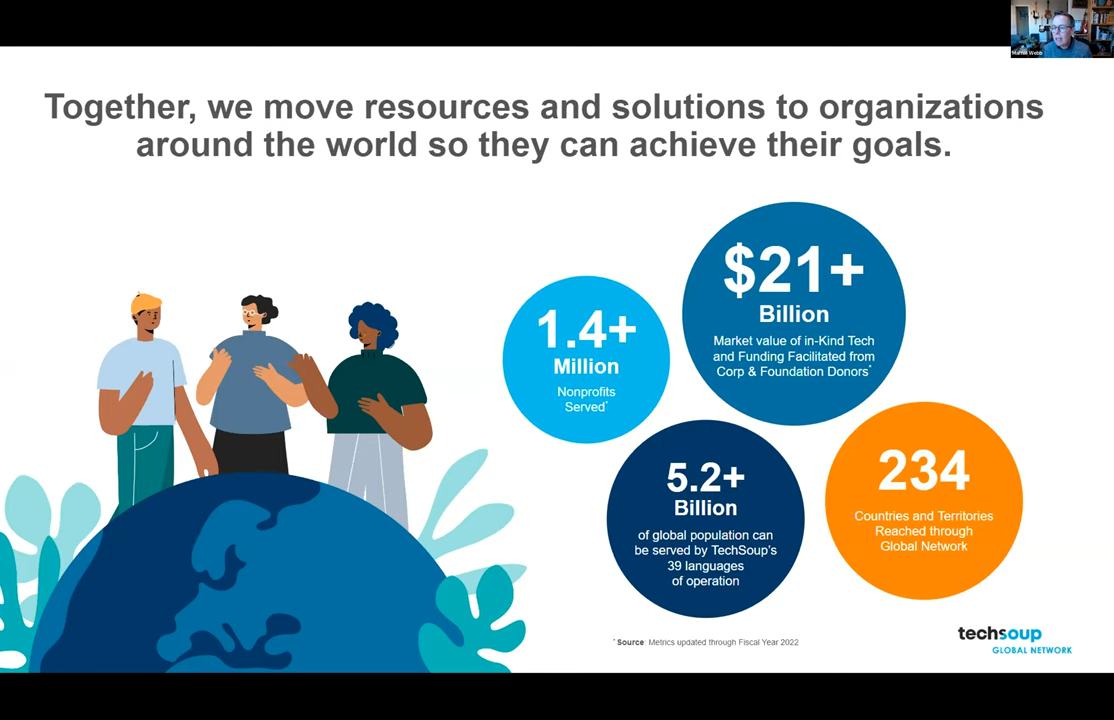 Together, we move resources and solutions to organizations
around the world so they can achieve their goals.
$21+
Billion
Market value of in-Kind Tech
and Funding Facilitated from
Corp & Foundation Donors*
1.4+
Million
Nonprofits
Served*
5.2+
Billion
of global population can
be served by TechSoup's
39 languages
of operation
234
Countries and Territories
Reached through
Global Network
* Source: Metrics updated through Fiscal Year 2022
techsoup
GLOBAL NETWORK